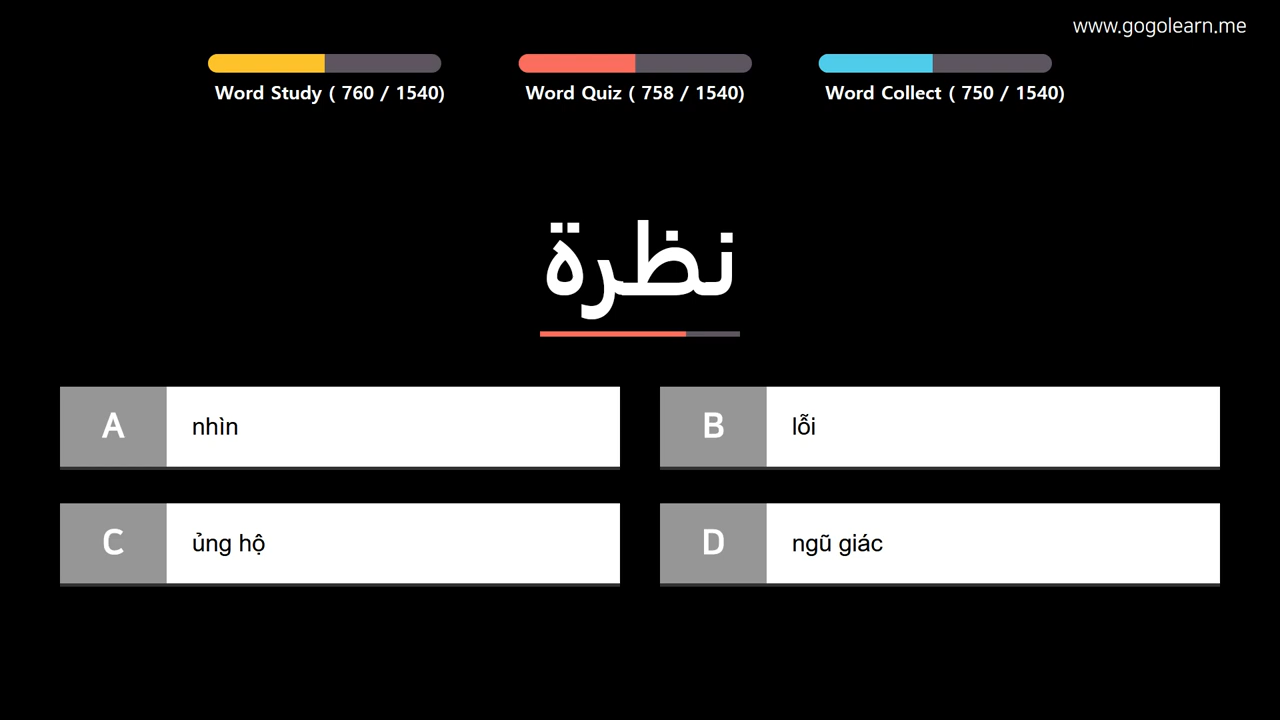 www.gogolearn.me
Word Study ( 760 / 1540)
Word Quiz ( 758 / 1540)
Word Collect ( 750 / 1540)
نظرة
A nhìn
B lỗi
C ủng hộ
D ngũ giác